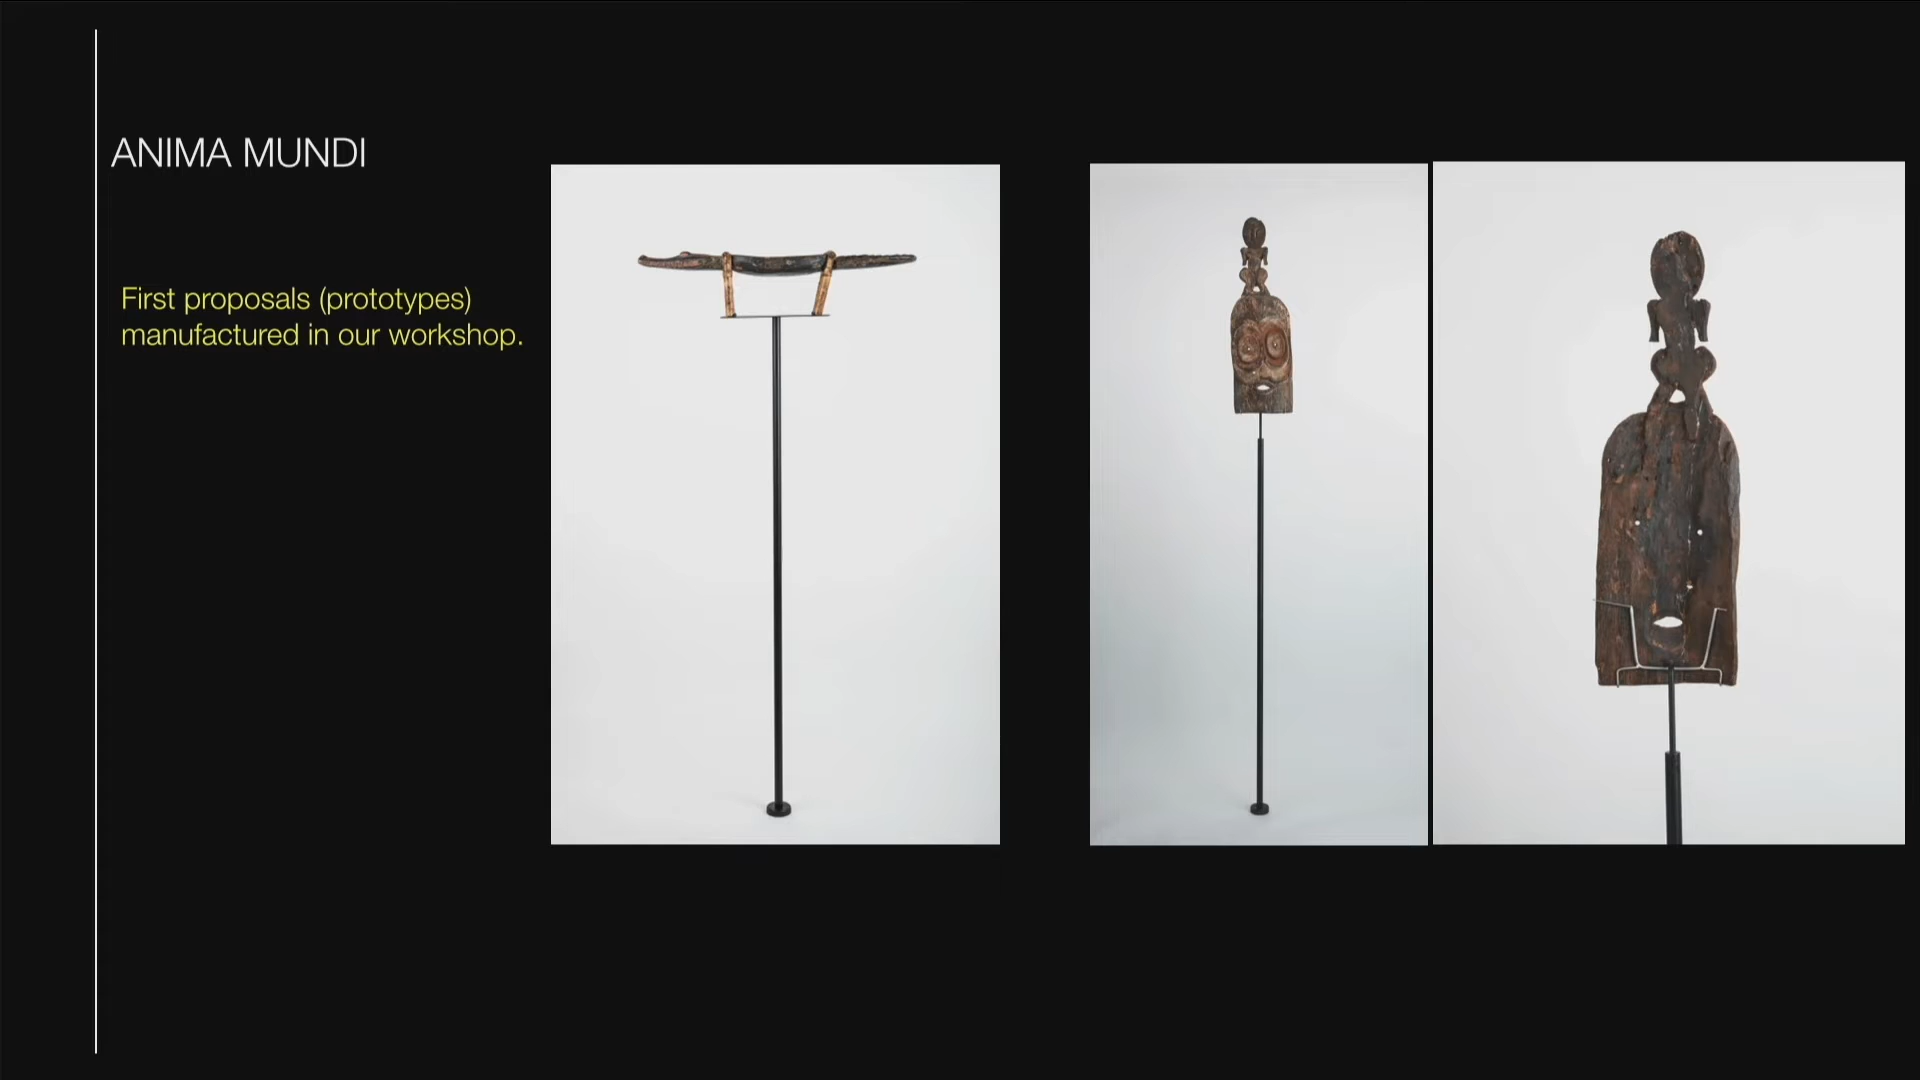 ANIMA MUNDI
First proposals (prototypes)
manufactured in our workshop.